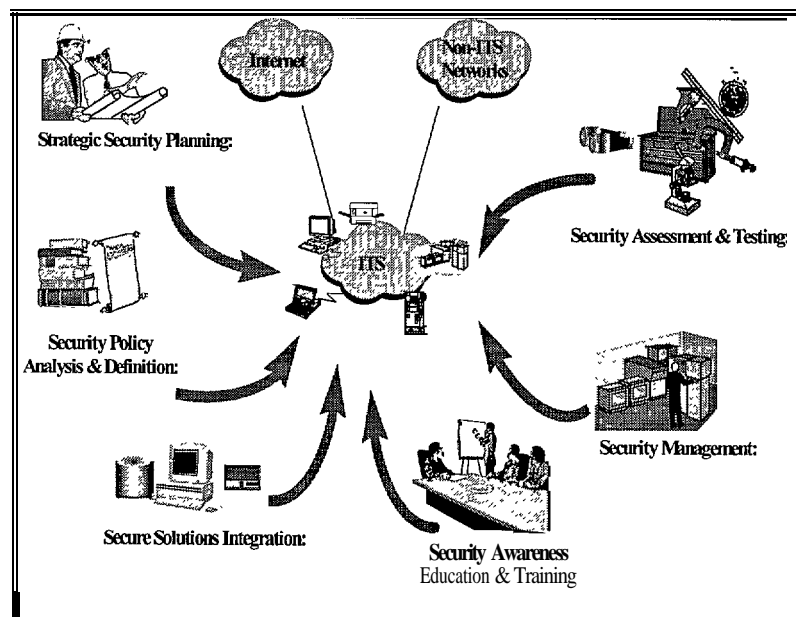 Internet
Non-ITS
Networks
Strategic Security Planning:
ITS
Security Assessment & Testing:
Security Policy
Analysis & Definition:
Security Management:
Secure Solutions Integration:
Security Awareness
Education & Training